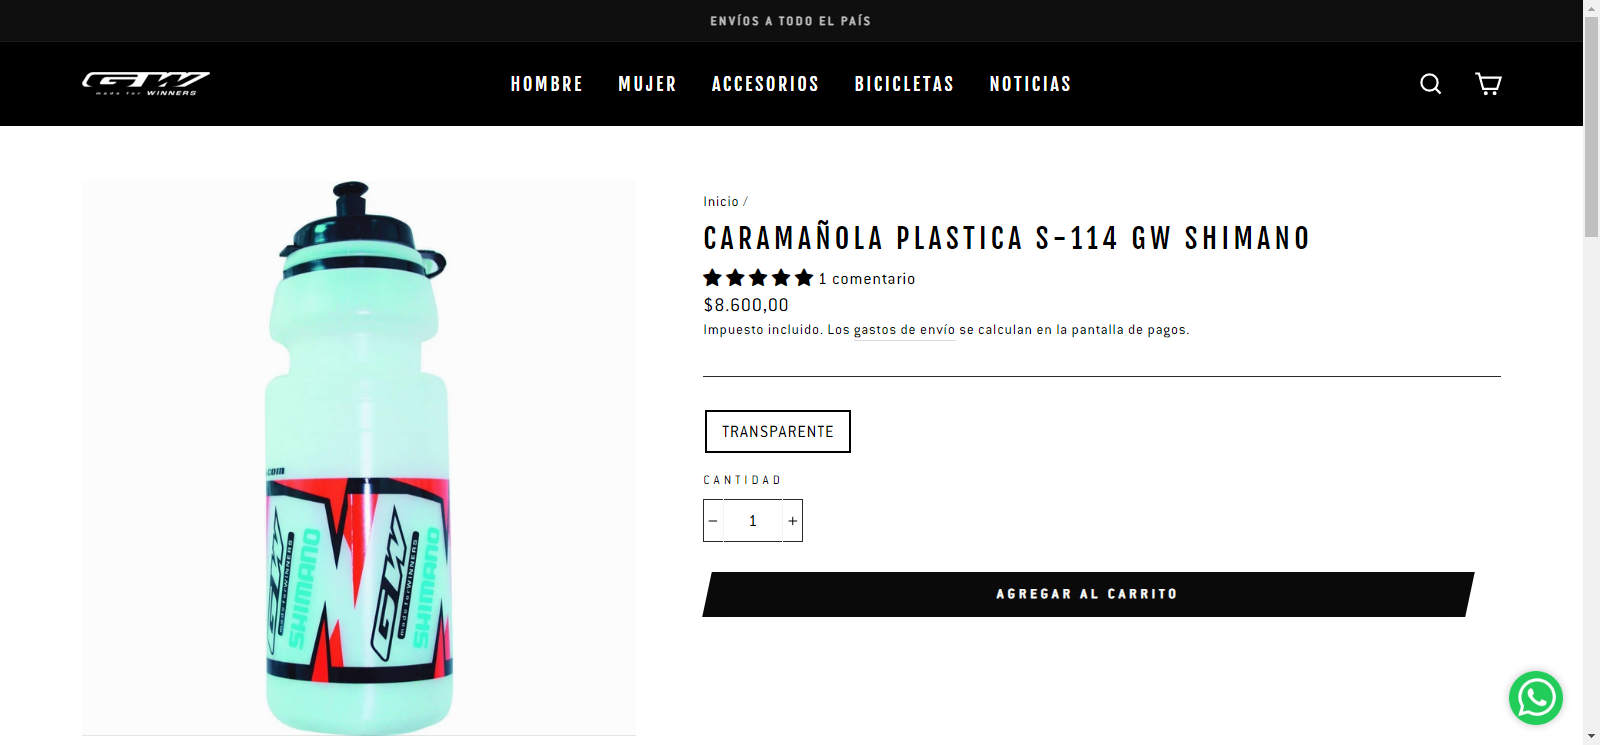 ENVÍOS A TODO EL PAÍS
GW
made for WINNERS
HOMBRE MUJER ACCESORIOS BICICLETAS NOTICIAS
Inicio /
CARAMAÑOLA PLASTICA S-114 GW SHIMANO
1 comentario
$8.600,00
Impuesto incluido. Los gastos de envío se calculan en la pantalla de pagos.
TRANSPARENTE
CANTIDAD
− 1 +
AGREGAR AL CARRITO
.com
GW
made for WINNERS
SHIMANO
GW
made for WINNERS
SHIMANO